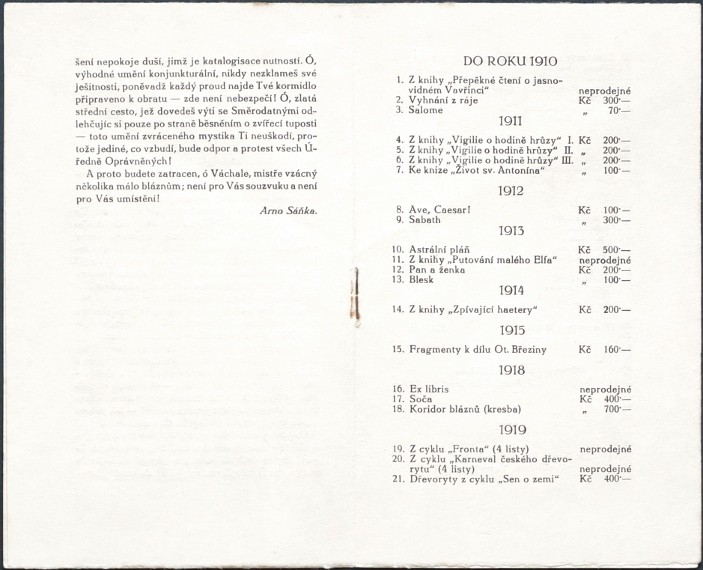 šení nepokoje duší, jimž je katalogisace nutností. Ó,
výhodné umění konjunkturální, nikdy nezklameš své
ješitnosti, poněvadž každý proud najde Tvé kormidlo
připraveno k obratu — zde není nebezpečí! Ó, zlatá
střední cesto, jež dovedeš výti se Směrodatnými od-
lehčujíc si pouze po straně běsněním o zvířecí tuposti
— toto umění zvráceného mystika Ti neuškodí, pro-
tože jediné, co vzbudí, bude odpor a protest všech Ú-
ředně Oprávněných!
A proto budete zatracen, ó Váchale, mistře vzácný
několika málo bláznům; není pro Vás souzvuku a není
pro Vás umístění!
Arno Sáňka.
DO ROKU 1910
1. Z knihy „Přepěkné čtení o jasno-
vidném Vavřinci“ neprodejné
2. Vyhnání z ráje Kč 300·—
3. Salome „ 70·—
1911
4. Z knihy „Vigilie o hodině hrůzy“ I. Kč 200·—
5. Z knihy „Vigilie o hodině hrůzy“ II. „ 200·—
6. Z knihy „Vigilie o hodině hrůzy“ III. „ 200·—
7. Ke knize „Život sv. Antonína“ „ 100·—
1912
8. Ave, Caesar! Kč 100·—
9. Sabath „ 300·—
1913
10. Astrální pláň Kč 500·—
11. Z knihy „Putování malého Elfa“ neprodejné
12. Pan a ženka Kč 200·—
13. Blesk „ 100·—
1914
14. Z knihy „Zpívající haetery“ Kč 200·—
1915
15. Fragmenty k dílu Ot. Březiny Kč 160·—
1918
16. Ex libris neprodejné
17. Soča Kč 400·—
18. Koridor bláznů (kresba) „ 700·—
1919
19. Z cyklu „Fronta“ (4 listy) neprodejné
20. Z cyklu „Karneval českého dřevo-
rytu“ (4 listy) neprodejné
21. Dřevoryty z cyklu „Sen o zemi“ Kč 400·—